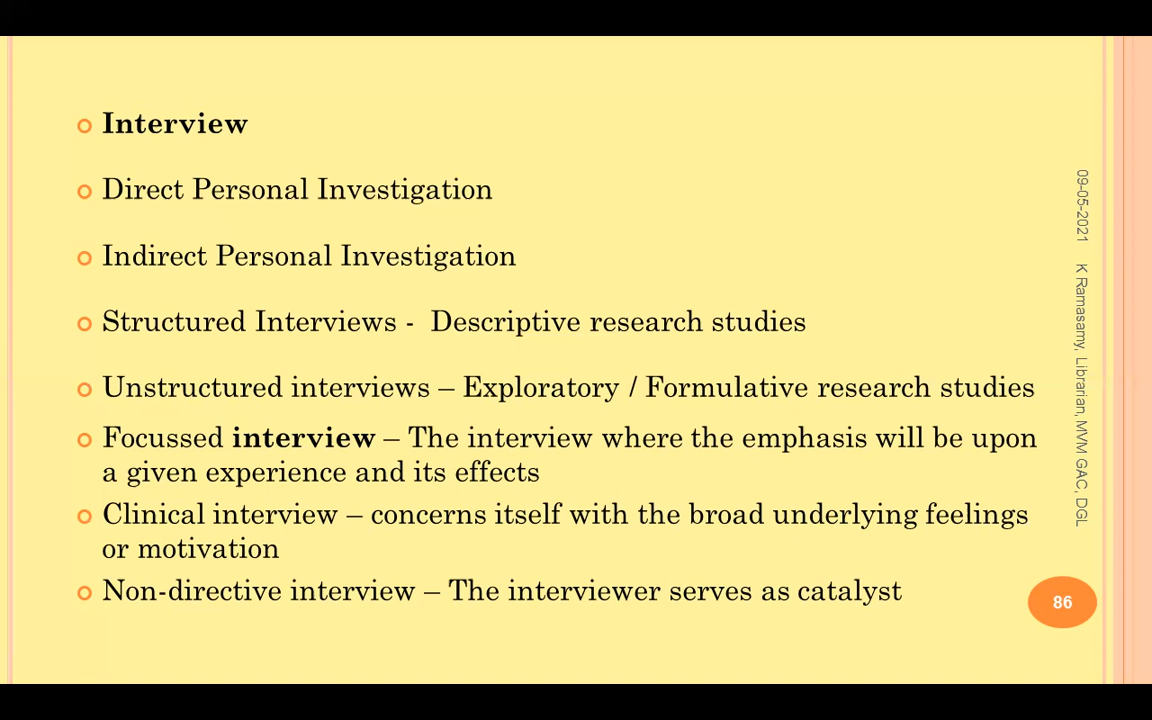 Interview
Direct Personal Investigation
Indirect Personal Investigation
Structured Interviews -  Descriptive research studies
Unstructured interviews – Exploratory / Formulative research studies
Focussed interview – The interview where the emphasis will be upon
a given experience and its effects
Clinical interview – concerns itself with the broad underlying feelings
or motivation
Non-directive interview – The interviewer serves as catalyst
09-05-2021 K Ramasamy, Librarian, MVM GAC, DGL
86